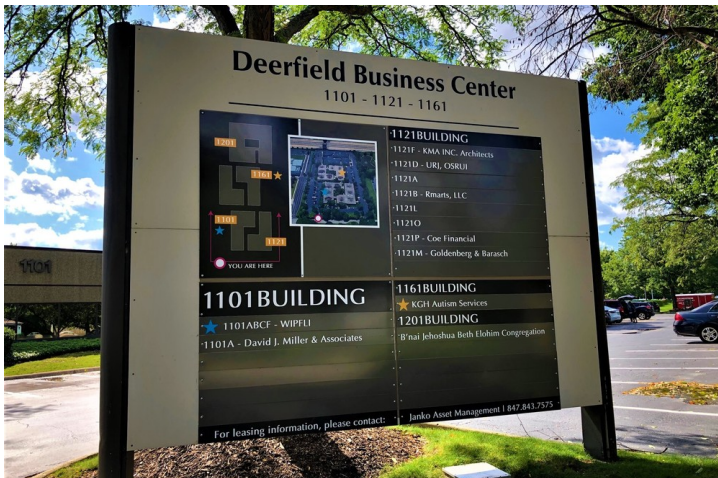 Deerfield Business Center
1101 - 1121 - 1161
1201
1161
1101
1121
YOU ARE HERE
1121BUILDING
1121F - KMA INC. Architects
1121D - URJ, OSRUI
1121A
1121B - Rmarts, LLC
1121L
1121O
1121P - Coe Financial
1121M - Goldenberg & Barasch
1101BUILDING
1101ABCF - WIPFLI
1101A - David J. Miller & Associates
1161BUILDING
KGH Autism Services
1201BUILDING
B'nai Jehoshua Beth Elohim Congregation
For leasing information, please contact:
Janko Asset Management | 847.843.7575
1101